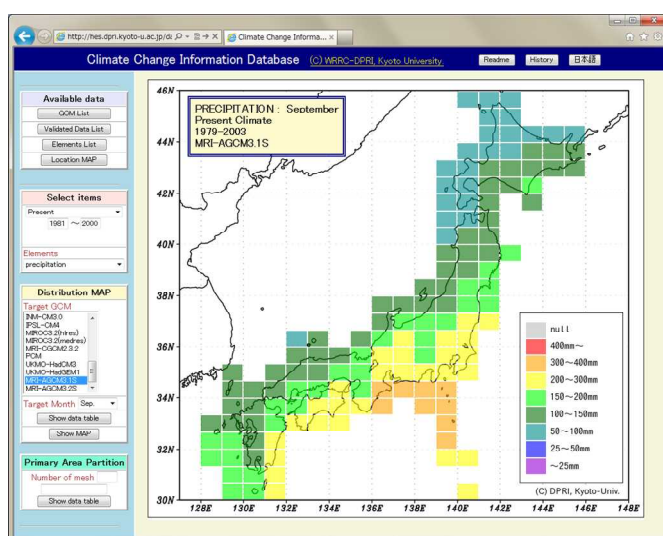 http://hes.dpri.kyoto-u.ac.jp/di
Climate Change Informa...
Climate Change Information Database (C) WRRC-DPRI, Kyoto University.
Readme
History
日本語
Available data
GCM List
Validated Data List
Elements List
Location MAP
Select items
Present
1981 ～ 2000
Elements
precipitation
Distribution MAP
Target GCM
INM-CM3.0
IPSL-CM4
MIROC3.2(hires)
MIROC3.2(medres)
MRI-CGCM2.3.2
PCM
UKMO-HadCM3
UKMO-HadGEM1
MRI-AGCM3.1S
MRI-AGCM3.2S
Target Month Sep.
Show data table
Show MAP
Primary Area Partition
Number of mesh
Show data table
PRECIPITATION : September
Present Climate
1979-2003
MRI-AGCM3.1S
46N
44N
42N
40N
38N
36N
34N
32N
30N
128E 130E 132E 134E 136E 138E 140E 142E 144E 146E 148E
null
400mm～
300～400mm
200～300mm
150～200mm
100～150mm
50～100mm
25～50mm
～25mm
(C) DPRI, Kyoto-Univ.